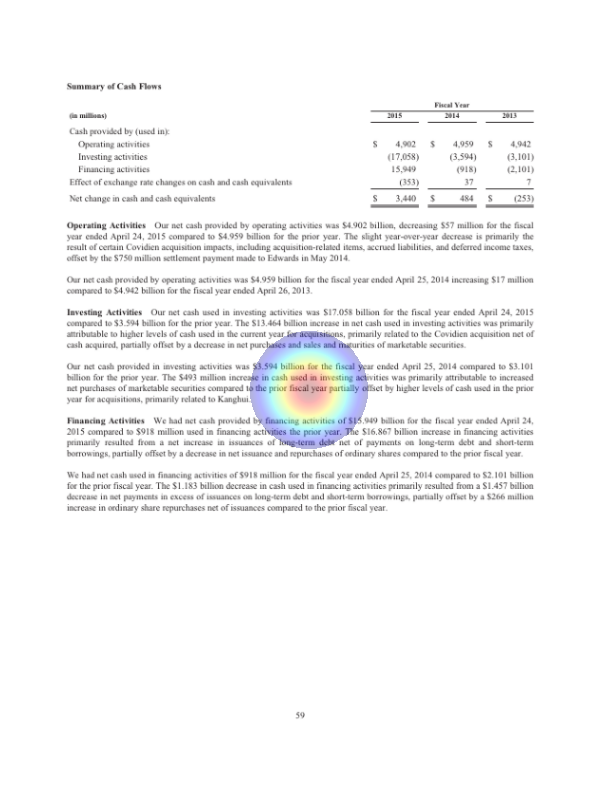 Summary of Cash Flows
Fiscal Year
(in millions) 2015 2014 2013
Cash provided by (used in):
Operating activities $ 4,902 $ 4,959 $ 4,942
Investing activities (17,058) (3,594) (3,101)
Financing activities 15,949 (918) (2,101)
Effect of exchange rate changes on cash and cash equivalents (353) 37 7
Net change in cash and cash equivalents $ 3,440 $ 484 $ (253)
Operating Activities Our net cash provided by operating activities was $4.902 billion, decreasing $57 million for the fiscal
year ended April 24, 2015 compared to $4.959 billion for the prior year. The slight year-over-year decrease is primarily the
result of certain Covidien acquisition impacts, including acquisition-related items, accrued liabilities, and deferred income taxes,
offset by the $750 million settlement payment made to Edwards in May 2014.
Our net cash provided by operating activities was $4.959 billion for the fiscal year ended April 25, 2014 increasing $17 million
compared to $4.942 billion for the fiscal year ended April 26, 2013.
Investing Activities Our net cash used in investing activities was $17.058 billion for the fiscal year ended April 24, 2015
compared to $3.594 billion for the prior year. The $13.464 billion increase in net cash used in investing activities was primarily
attributable to higher levels of cash used in the current year for acquisitions, primarily related to the Covidien acquisition net of
cash acquired, partially offset by a decrease in net purchases and sales and maturities of marketable securities.
Our net cash provided in investing activities was $3.594 billion for the fiscal year ended April 25, 2014 compared to $3.101
billion for the prior year. The $493 million increase in cash used in investing activities was primarily attributable to increased
net purchases of marketable securities compared to the prior fiscal year partially offset by higher levels of cash used in the prior
year for acquisitions, primarily related to Kanghui.
Financing Activities We had net cash provided by financing activities of $15.949 billion for the fiscal year ended April 24,
2015 compared to $918 million used in financing activities the prior year. The $16.867 billion increase in financing activities
primarily resulted from a net increase in issuances of long-term debt net of payments on long-term debt and short-term
borrowings, partially offset by a decrease in net issuance and repurchases of ordinary shares compared to the prior fiscal year.
We had net cash used in financing activities of $918 million for the fiscal year ended April 25, 2014 compared to $2.101 billion
for the prior fiscal year. The $1.183 billion decrease in cash used in financing activities primarily resulted from a $1.457 billion
decrease in net payments in excess of issuances on long-term debt and short-term borrowings, partially offset by a $266 million
increase in ordinary share repurchases net of issuances compared to the prior fiscal year.
59